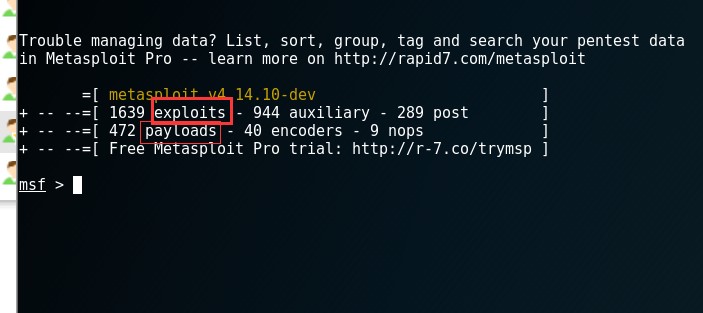 Trouble managing data? List, sort, group, tag and search your pentest data
in Metasploit Pro -- learn more on http://rapid7.com/metasploit
=[ metasploit v4.14.10-dev ]
+ -- --=[ 1639 exploits - 944 auxiliary - 289 post ]
+ -- --=[ 472 payloads - 40 encoders - 9 nops ]
+ -- --=[ Free Metasploit Pro trial: http://r-7.co/trymsp ]
msf >